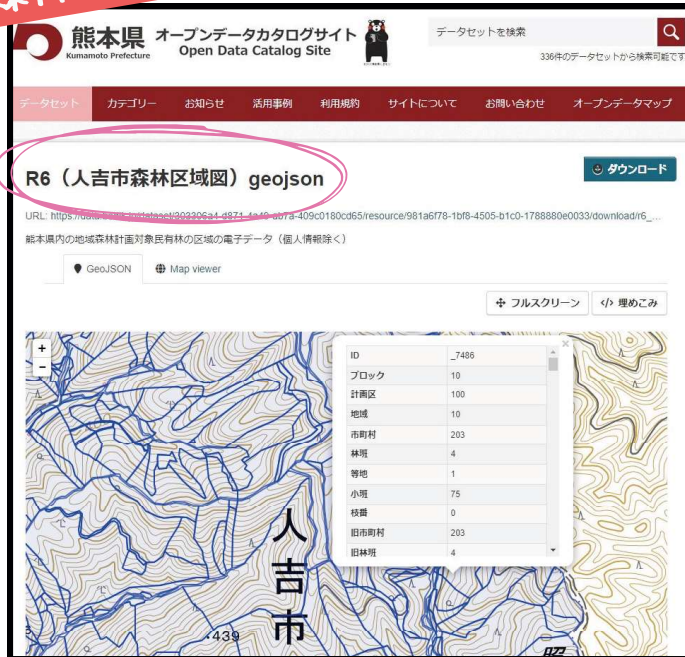 熊本県
Kumamoto Prefecture
オープンデータカタログサイト
Open Data Catalog Site
データセットを検索
336件のデータセットから検索可能です
データセット カテゴリー お知らせ 活用事例 利用規約 サイトについて お問い合わせ オープンデータマップ
R6（人吉市森林区域図）geojson
ダウンロード
熊本県内の地域森林計画対象民有林の区域の電子データ（個人情報除く）
GeoJSON Map viewer
フルスクリーン </> 埋めこみ
+
-
×
ID _7486
ブロック 10
計画区 100
地域 10
市町村 203
林班 4
等地 1
小班 75
枝番 0
旧市町村 203
旧林班 4
人吉市
・439